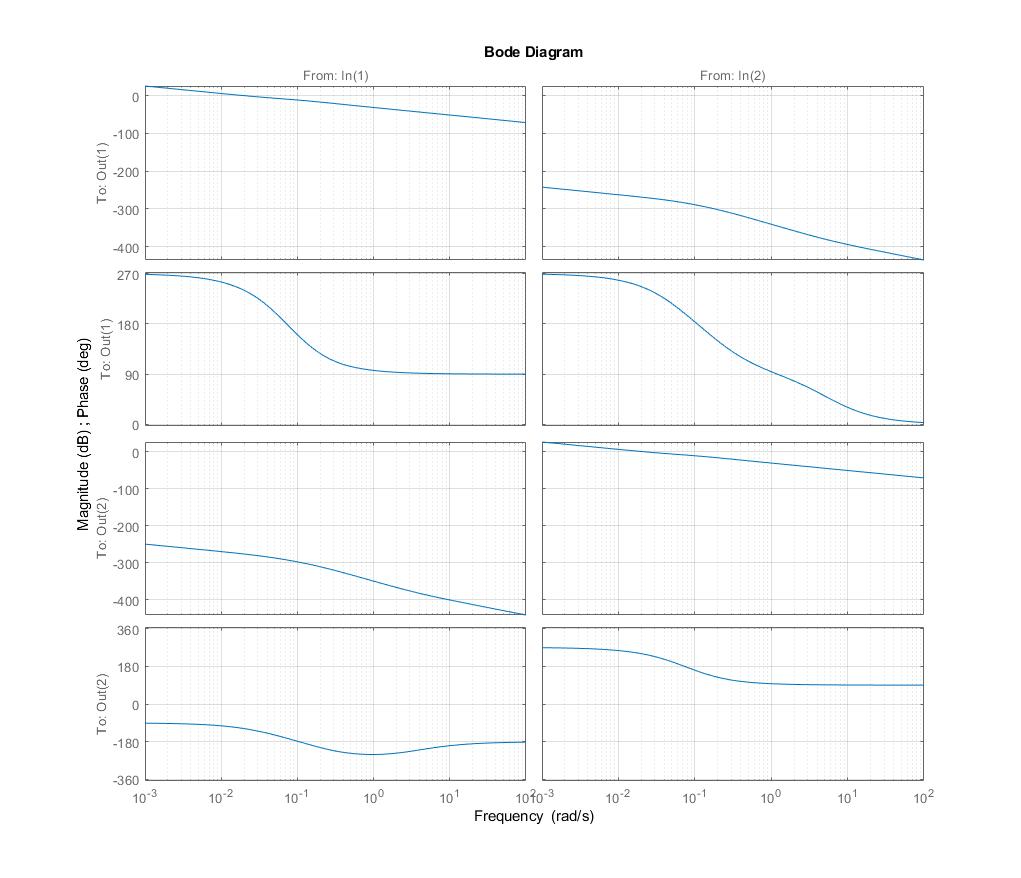 Bode Diagram
From: In(1)
From: In(2)
Magnitude (dB) ; Phase (deg)
To: Out(1)
0
-100
-200
-300
-400
To: Out(1)
270
180
90
0
To: Out(2)
0
-100
-200
-300
-400
To: Out(2)
360
180
0
-180
-360
10^-3 10^-2 10^-1 10^0 10^1 10^2 10^-3 10^-2 10^-1 10^0 10^1 10^2
Frequency (rad/s)